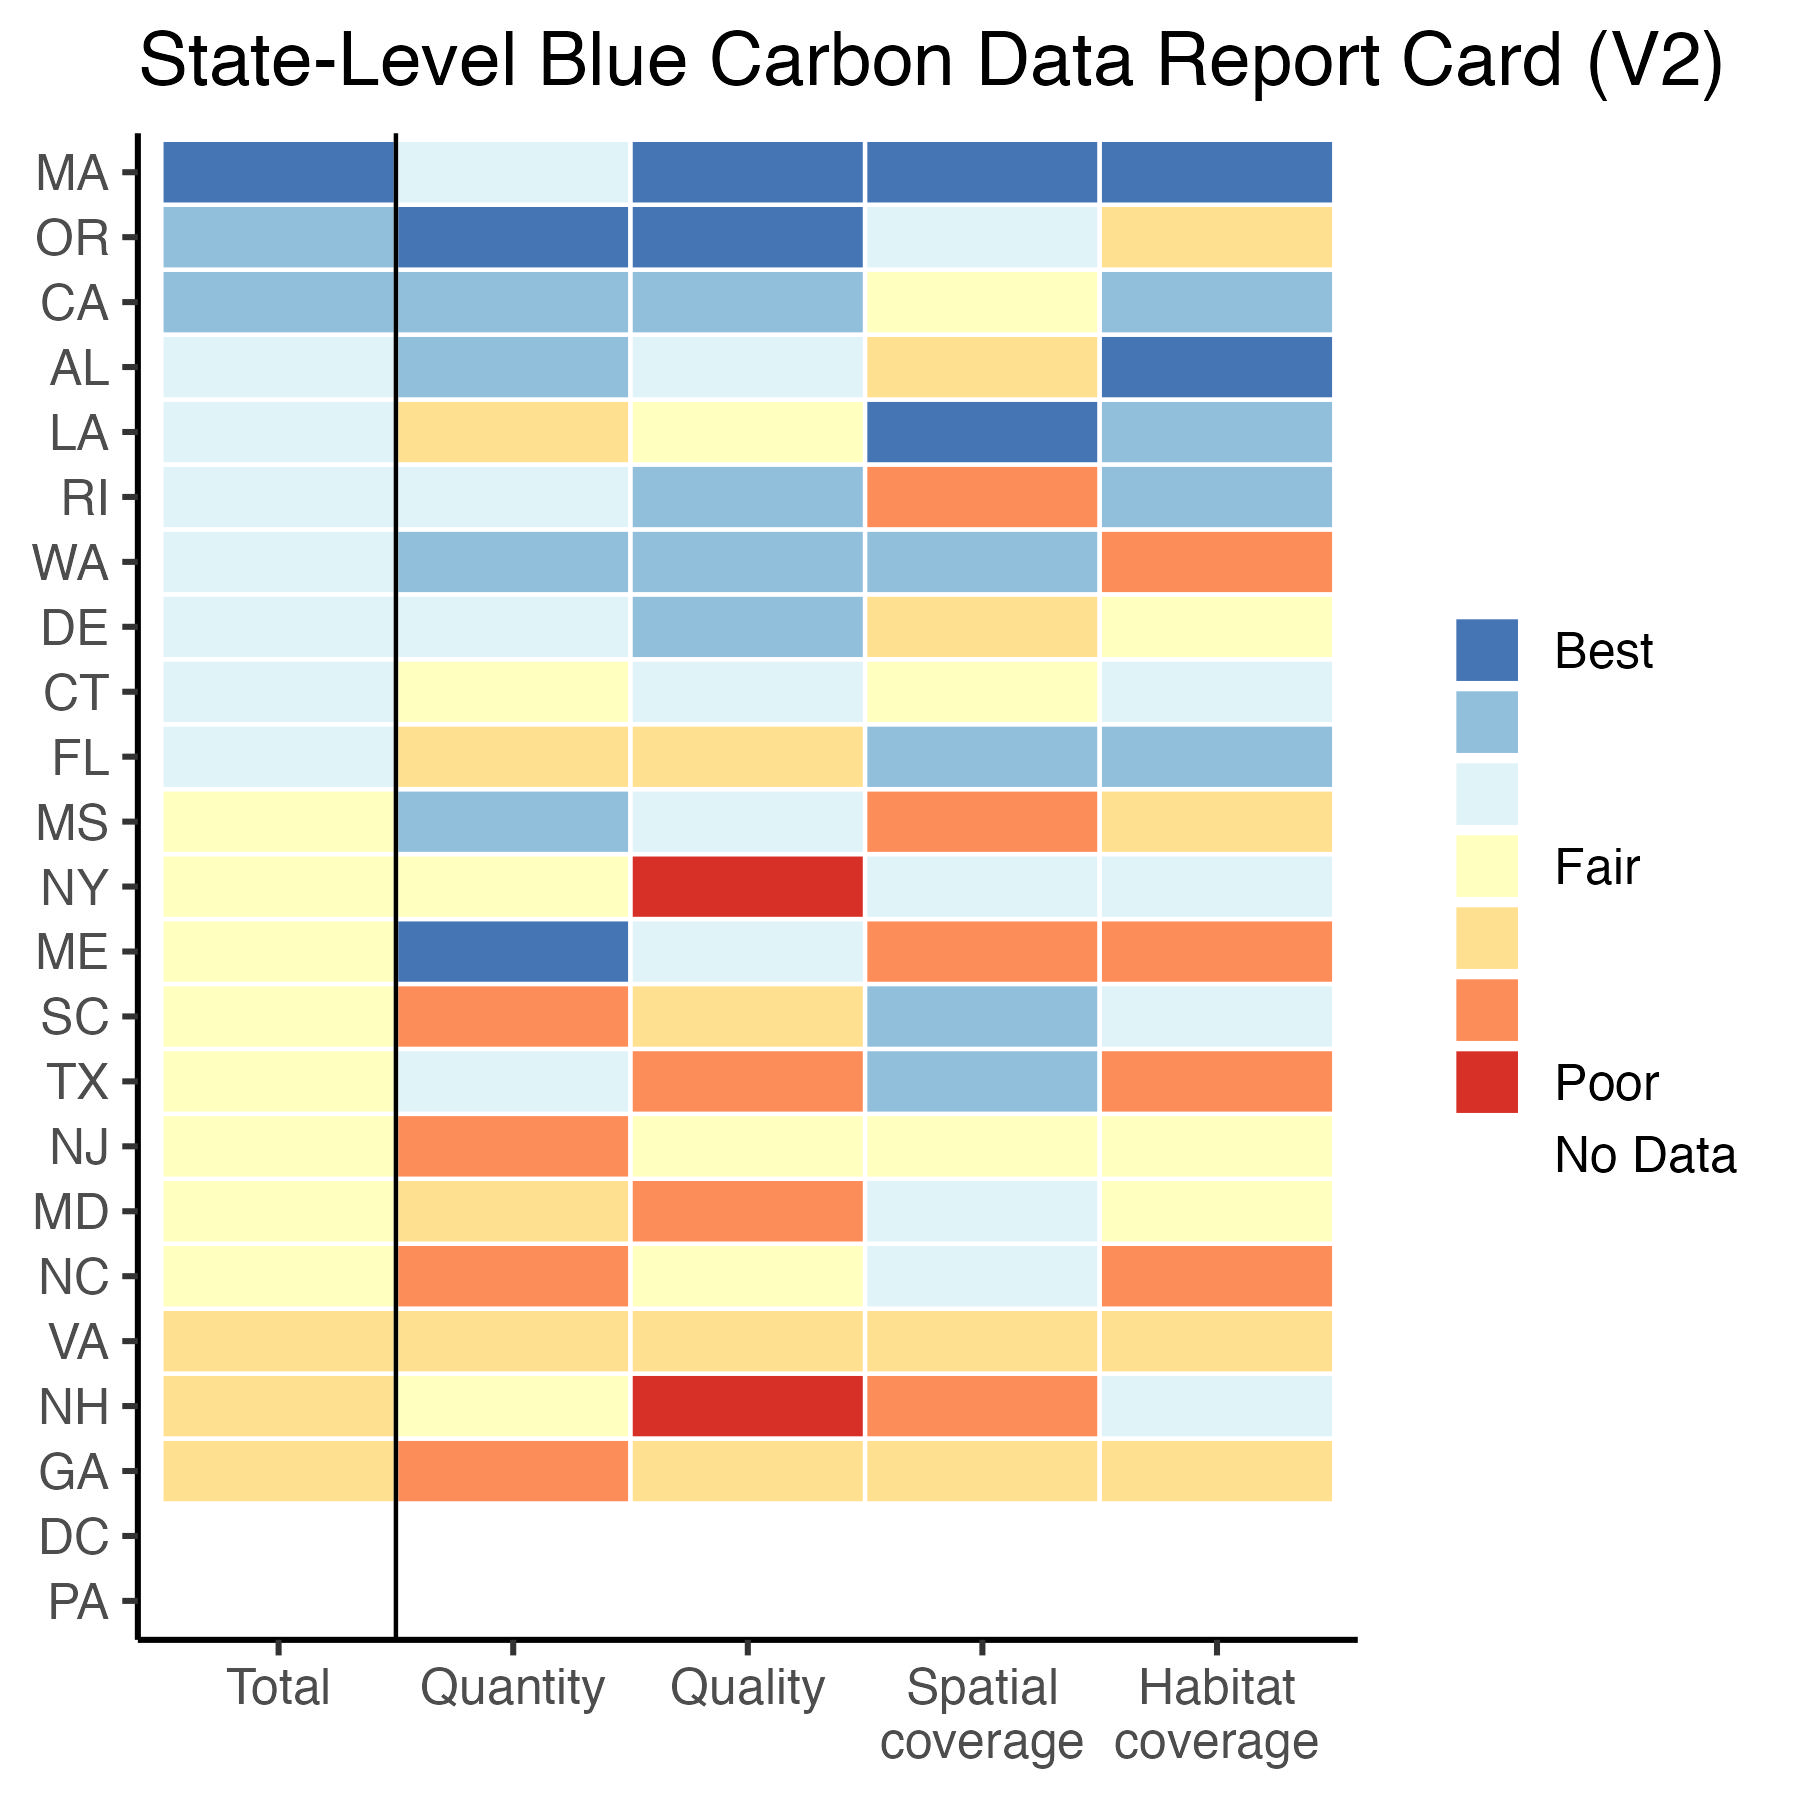 State-Level Blue Carbon Data Report Card (V2)
MA
OR
CA
AL
LA
RI
WA
DE
CT
FL
MS
NY
ME
SC
TX
NJ
MD
NC
VA
NH
GA
DC
PA
Total
Quantity
Quality
Spatial
coverage
Habitat
coverage
Best
Fair
Poor
No Data